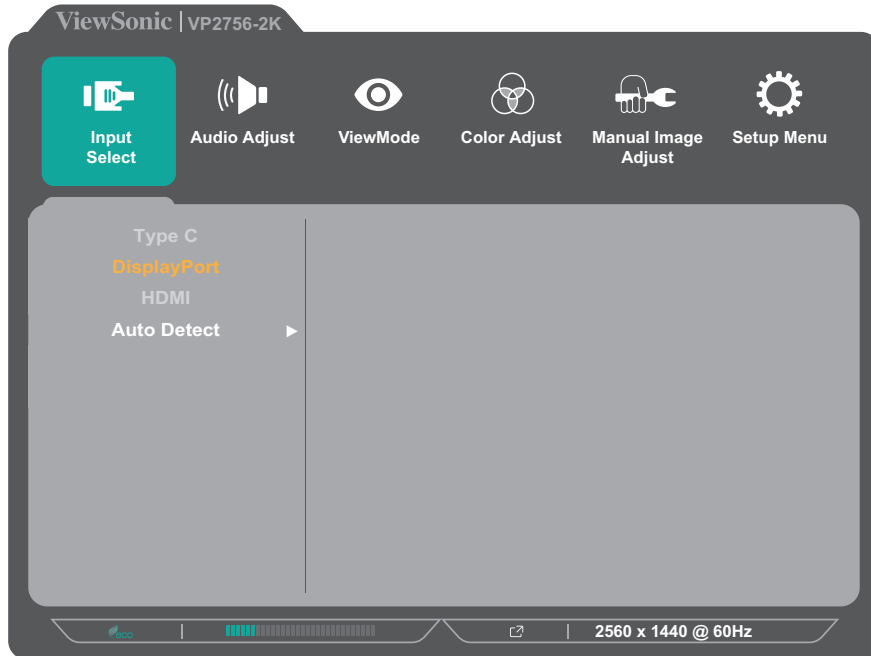 ViewSonic | VP2756-2K
Input
Select
Audio Adjust
ViewMode
Color Adjust
Manual Image
Adjust
Setup Menu
Type C
DisplayPort
HDMI
Auto Detect
eco
2560 x 1440 @ 60Hz